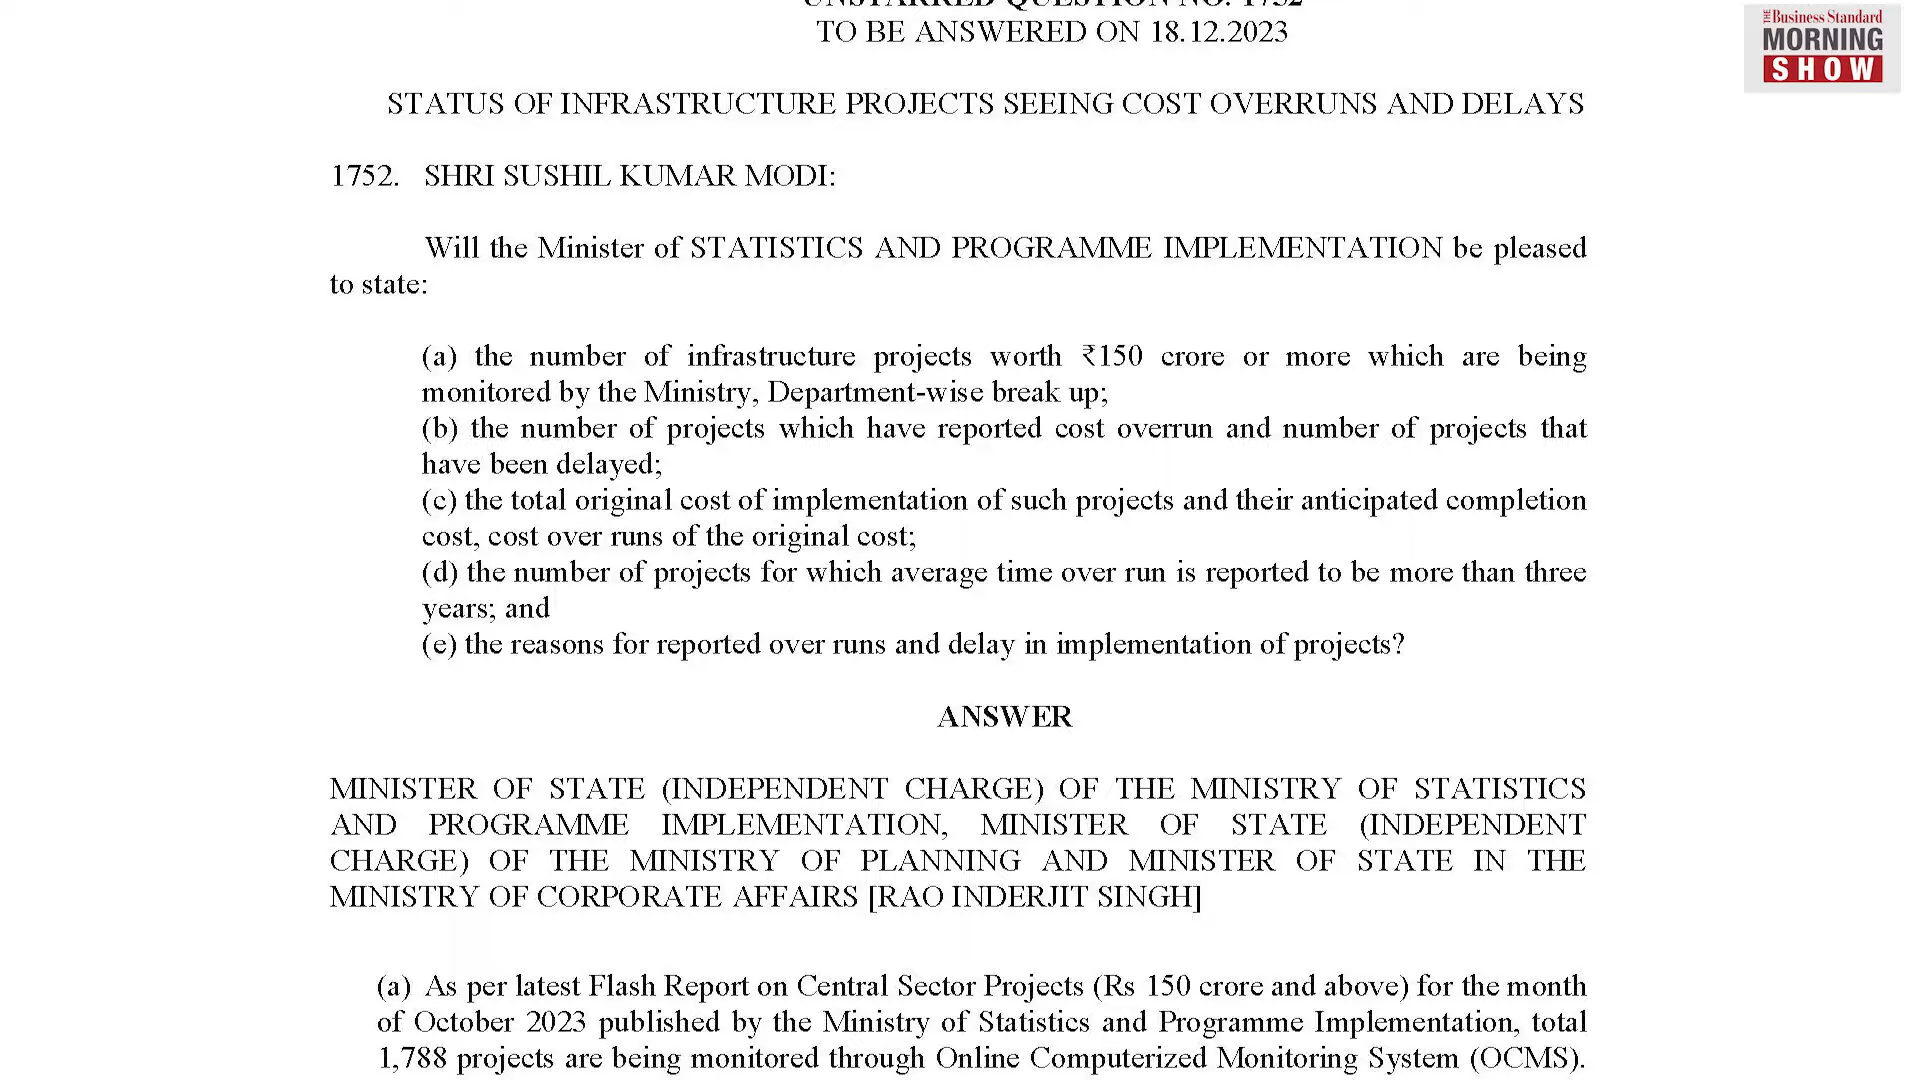 UNSTARRED QUESTION NO. 1752
TO BE ANSWERED ON 18.12.2023
THE Business Standard
MORNING
SHOW
STATUS OF INFRASTRUCTURE PROJECTS SEEING COST OVERRUNS AND DELAYS
1752. SHRI SUSHIL KUMAR MODI:
Will the Minister of STATISTICS AND PROGRAMME IMPLEMENTATION be pleased
to state:
(a) the number of infrastructure projects worth ₹150 crore or more which are being
monitored by the Ministry, Department-wise break up;
(b) the number of projects which have reported cost overrun and number of projects that
have been delayed;
(c) the total original cost of implementation of such projects and their anticipated completion
cost, cost over runs of the original cost;
(d) the number of projects for which average time over run is reported to be more than three
years; and
(e) the reasons for reported over runs and delay in implementation of projects?
ANSWER
MINISTER OF STATE (INDEPENDENT CHARGE) OF THE MINISTRY OF STATISTICS
AND PROGRAMME IMPLEMENTATION, MINISTER OF STATE (INDEPENDENT
CHARGE) OF THE MINISTRY OF PLANNING AND MINISTER OF STATE IN THE
MINISTRY OF CORPORATE AFFAIRS [RAO INDERJIT SINGH]
(a) As per latest Flash Report on Central Sector Projects (Rs 150 crore and above) for the month
of October 2023 published by the Ministry of Statistics and Programme Implementation, total
1,788 projects are being monitored through Online Computerized Monitoring System (OCMS).